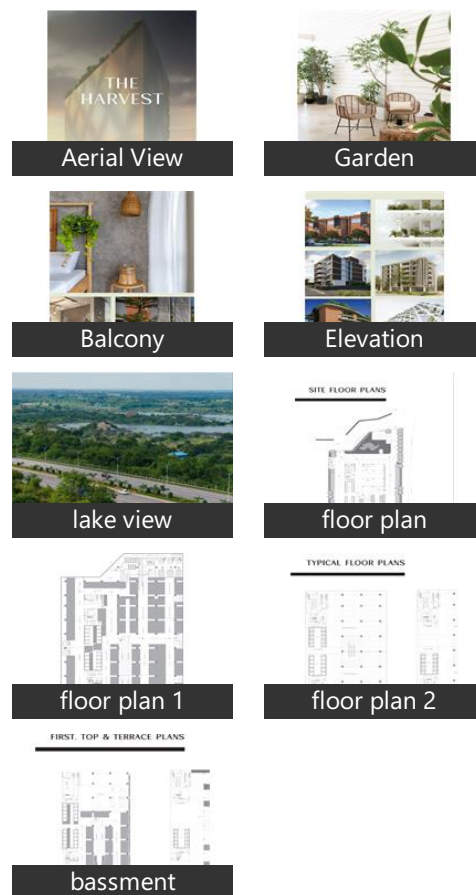 THE
HARVEST
Aerial View
Garden
Balcony
Elevation
lake view
SITE FLOOR PLANS
floor plan
floor plan 1
TYPICAL FLOOR PLANS
floor plan 2
FIRST, TOP & TERRACE PLANS
bassment